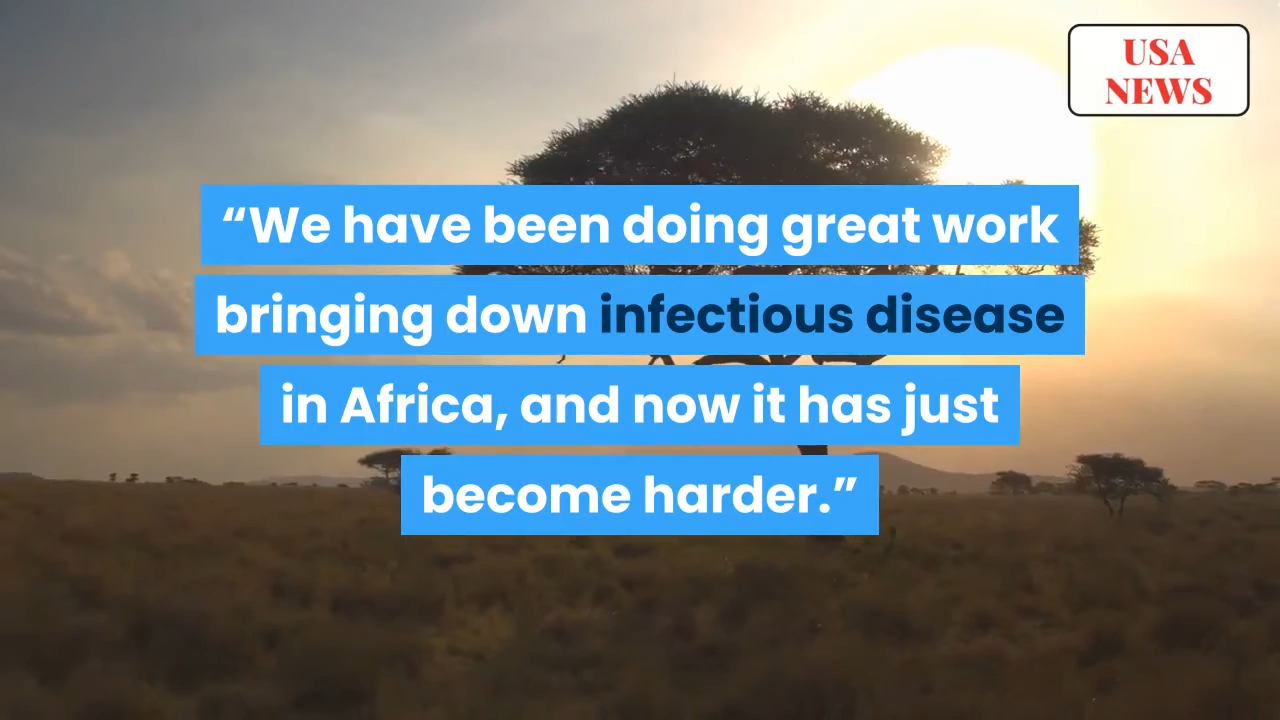 USA
NEWS
“We have been doing great work
bringing down infectious disease
in Africa, and now it has just
become harder.”